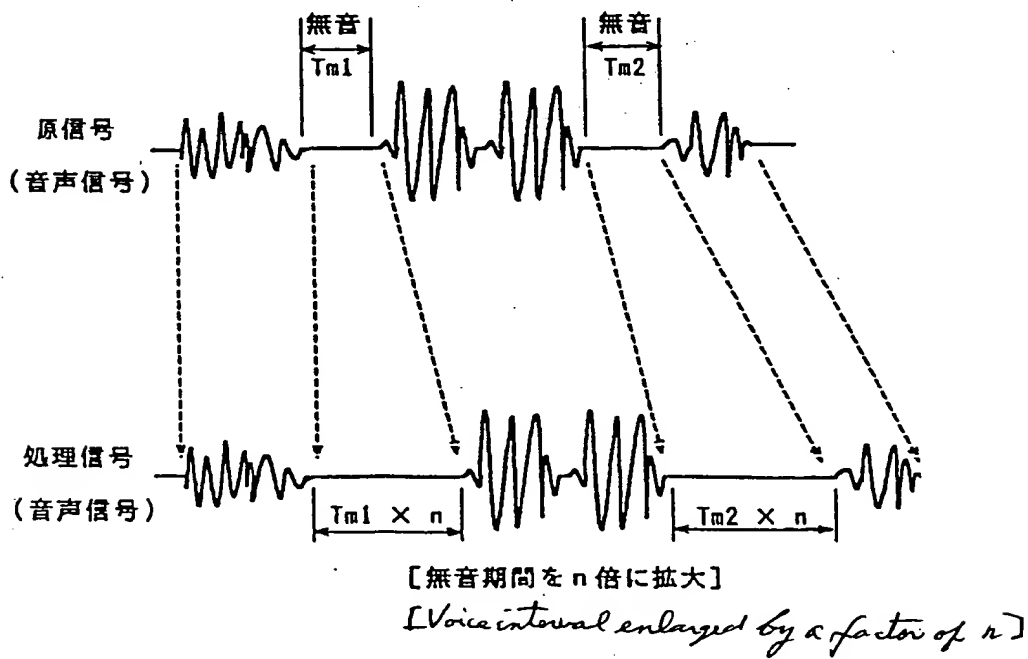 無音 無音
Tm1 Tm2
原信号
(音声信号)
処理信号
(音声信号)
Tm1 × n Tm2 × n
[無音期間をn倍に拡大]
[Voice interval enlarged by a factor of n]